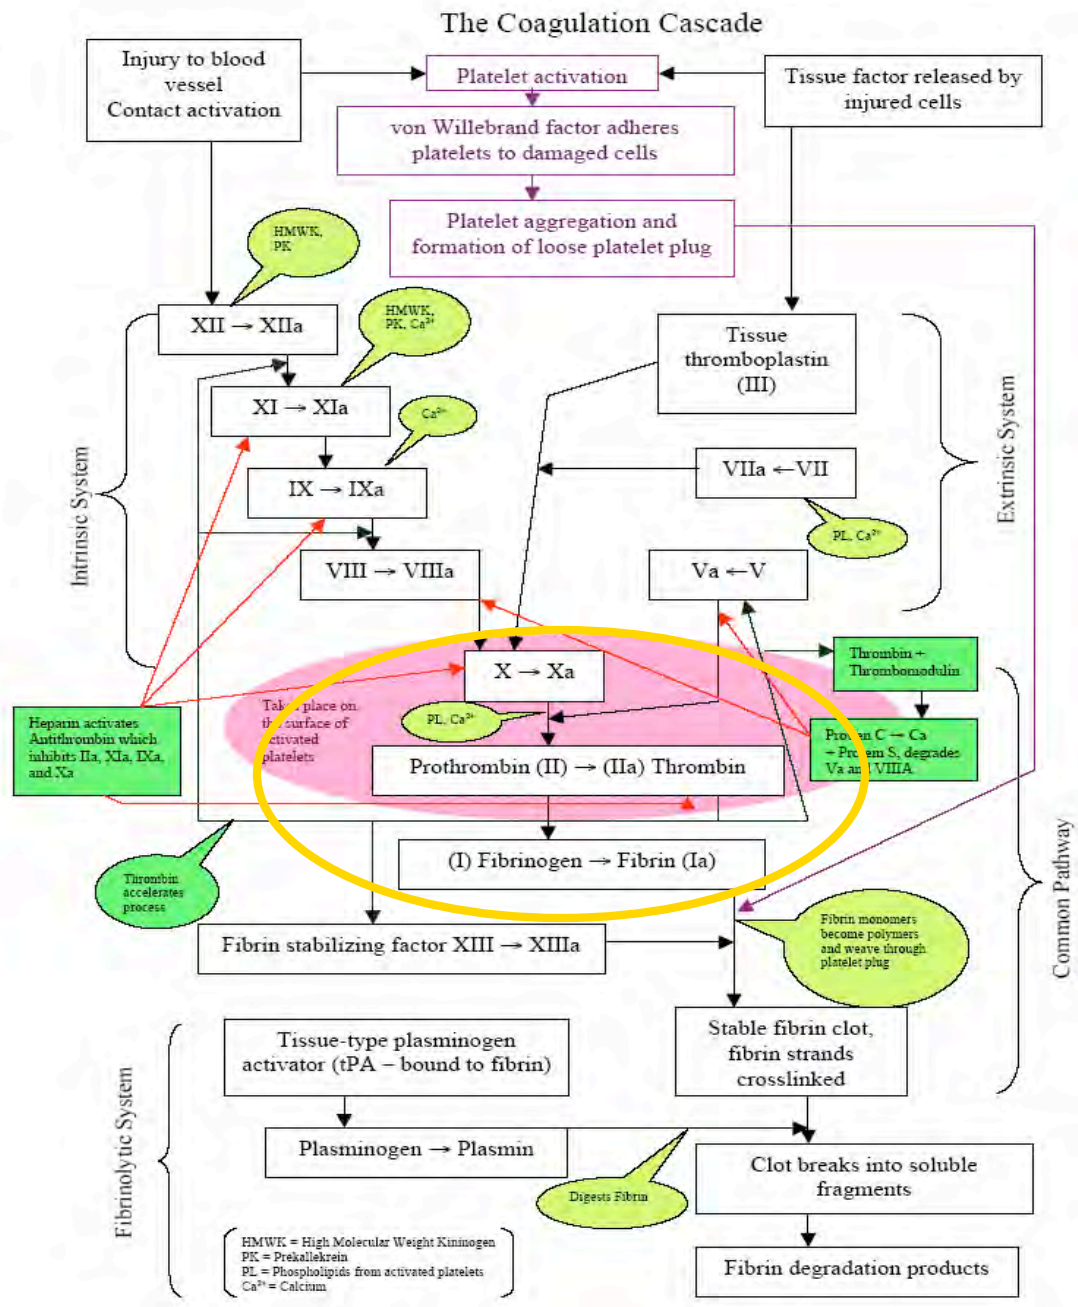 The Coagulation Cascade
Injury to blood
vessel
Contact activation
Platelet activation
Tissue factor released by
injured cells
von Willebrand factor adheres
platelets to damaged cells
Platelet aggregation and
formation of loose platelet plug
HMWK,
PK
XII → XIIa
HMWK,
PK, Ca²⁺
Tissue
thromboplastin
(III)
XI → XIa
Ca²⁺
Intrinsic System
Extrinsic System
IX → IXa
VIIa ←VII
PL, Ca²⁺
VIII → VIIIa
Va ←V
Thrombin +
Thrombomodulin
X → Xa
Takes place on
the surface of
activated
platelets
PL, Ca²⁺
Heparin activates
Antithrombin which
inhibits IIa, XIa, IXa,
and Xa
Protien C → Ca
+ Protem S, degrades
Va and VIIIA
Prothrombin (II) → (IIa) Thrombin
(I) Fibrinogen → Fibrin (Ia)
Thrombin
accelerates
process
Common Pathway
Fibrin monomers
become polymers
and weave through
platelet plug
Fibrin stabilizing factor XIII → XIIIa
Stable fibrin clot,
fibrin strands
crosslinked
Fibrinolytic System
Tissue-type plasminogen
activator (tPA – bound to fibrin)
Plasminogen → Plasmin
Digests Fibrin
Clot breaks into soluble
fragments
Fibrin degradation products
HMWK = High Molecular Weight Kininogen
PK = Prekallekrein
PL = Phospholipids from activated platelets
Ca²⁺ = Calcium